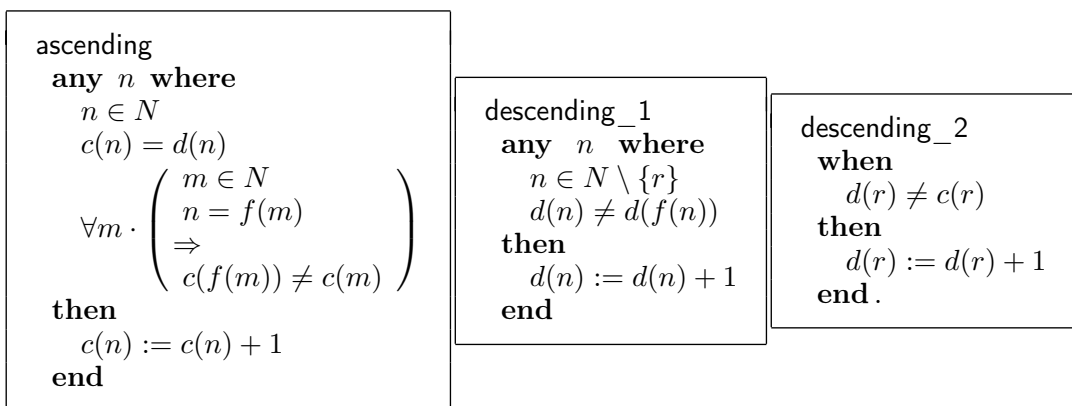 ascending
any n where
n ∈ N
c(n) = d(n)
∀m · ( m ∈ N
n = f(m)
⇒
c(f(m)) ≠ c(m) )
then
c(n) := c(n) + 1
end
descending_1
any n where
n ∈ N \ {r}
d(n) ≠ d(f(n))
then
d(n) := d(n) + 1
end
descending_2
when
d(r) ≠ c(r)
then
d(r) := d(r) + 1
end.